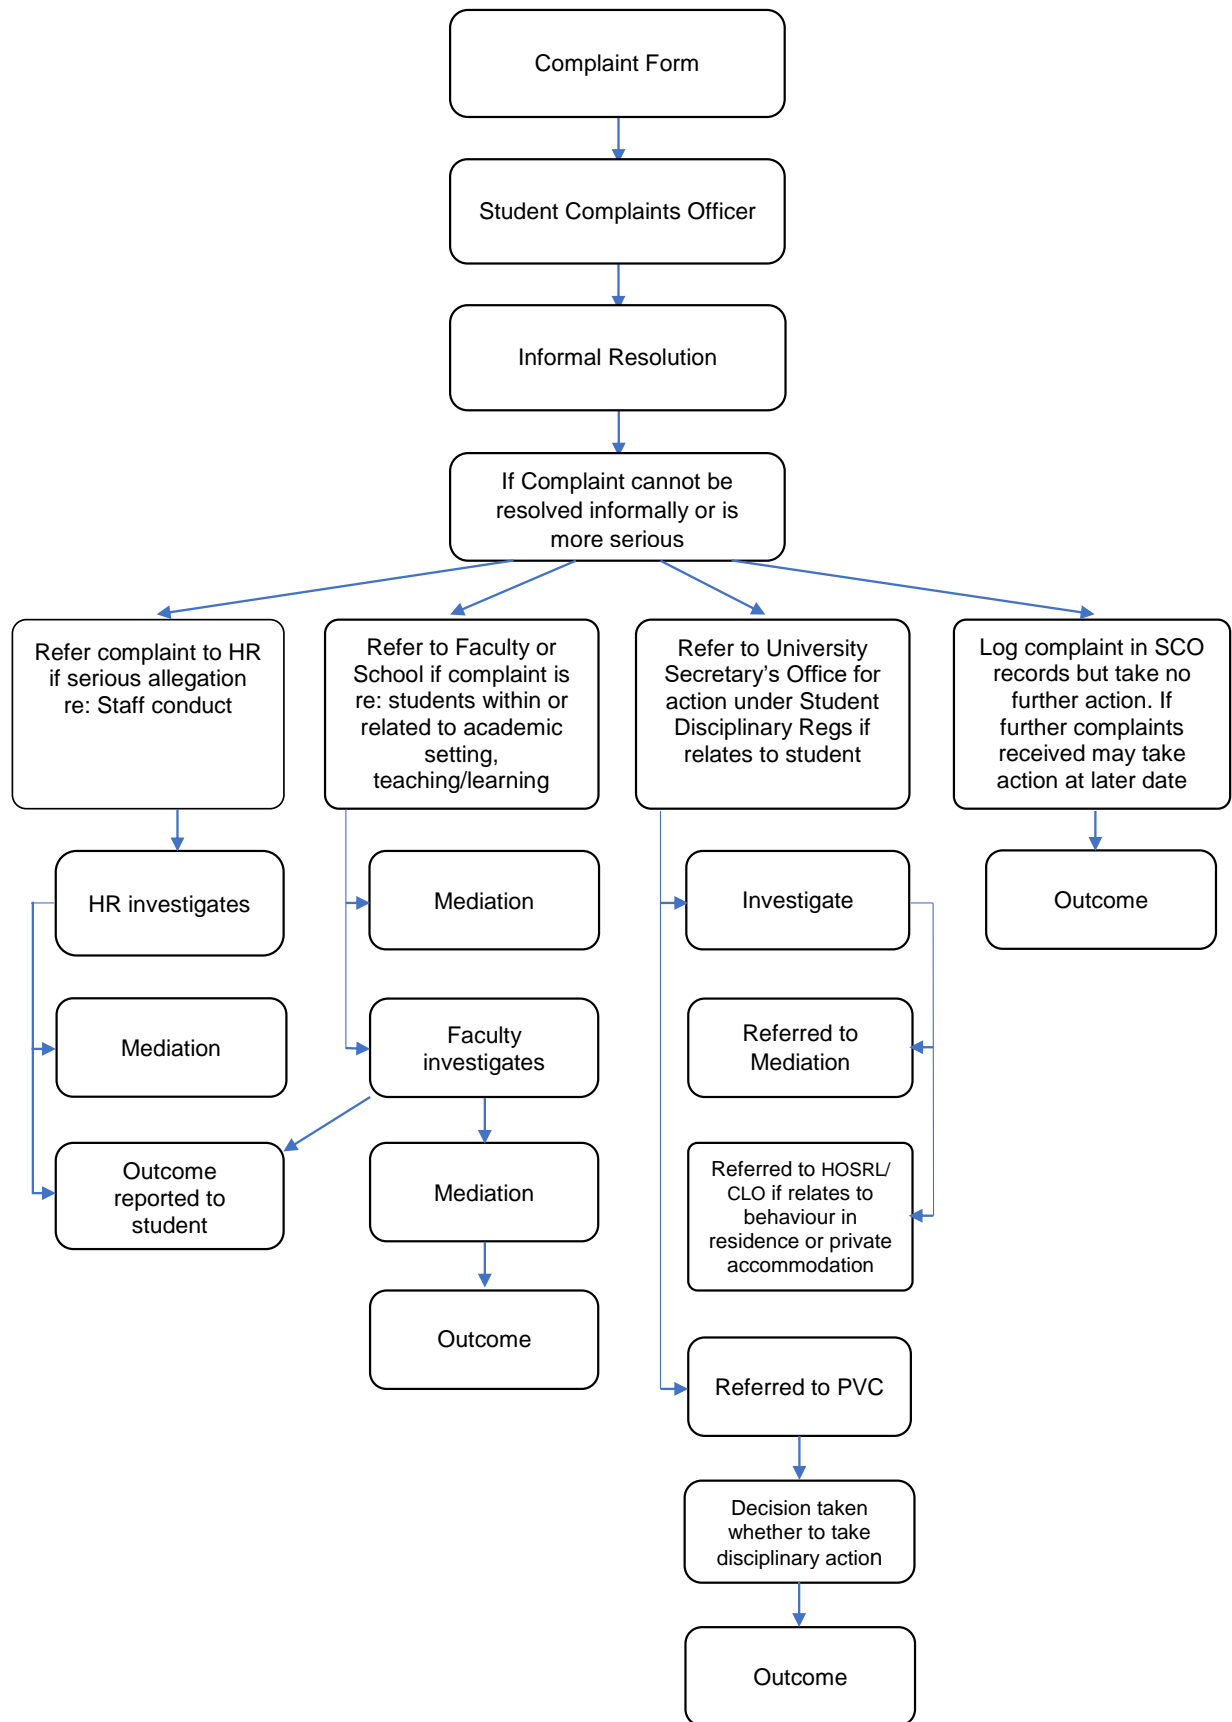 Complaint Form
Student Complaints Officer
Informal Resolution
If Complaint cannot be
resolved informally or is
more serious
Refer complaint to HR
if serious allegation
re: Staff conduct
Refer to Faculty or
School if complaint is
re: students within or
related to academic
setting,
teaching/learning
Refer to University
Secretary’s Office for
action under Student
Disciplinary Regs if
relates to student
Log complaint in SCO
records but take no
further action. If
further complaints
received may take
action at later date
HR investigates
Mediation
Investigate
Outcome
Mediation
Faculty
investigates
Referred to
Mediation
Outcome
reported to
student
Mediation
Referred to HOSRL/
CLO if relates to
behaviour in
residence or private
accommodation
Outcome
Referred to PVC
Decision taken
whether to take
disciplinary action
Outcome